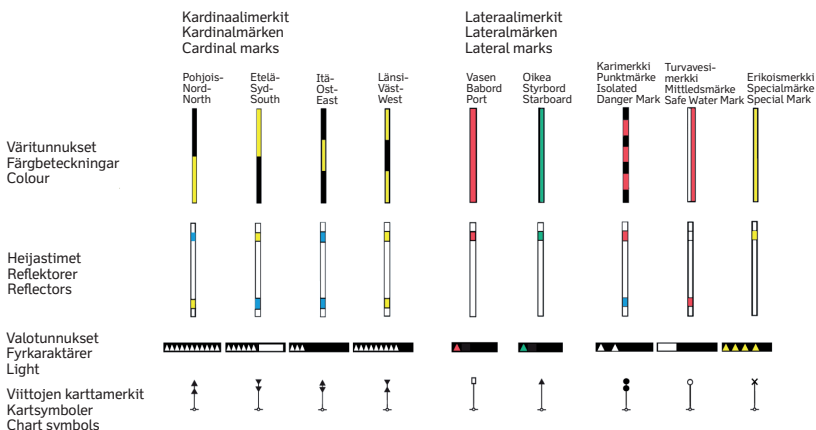 Kardinaalimerkit
Kardinalmärken
Cardinal marks
Lateraalimerkit
Lateralmärken
Lateral marks
Pohjois-
Nord-
North
Etelä-
Syd-
South
Itä-
Ost-
East
Länsi-
Väst-
West
Vasen
Babord
Port
Oikea
Styrbord
Starboard
Karimerkki
Punktmärke
Isolated
Danger Mark
Turvavesi-
merkki
Mittledsmärke
Safe Water Mark
Erikoismerkki
Specialmärke
Special Mark
Väritunnukset
Färgbeteckningar
Colour
Heijastimet
Reflektorer
Reflectors
Valotunnukset
Fyrkaraktärer
Light
Viittojen karttamerkit
Kartsymboler
Chart symbols